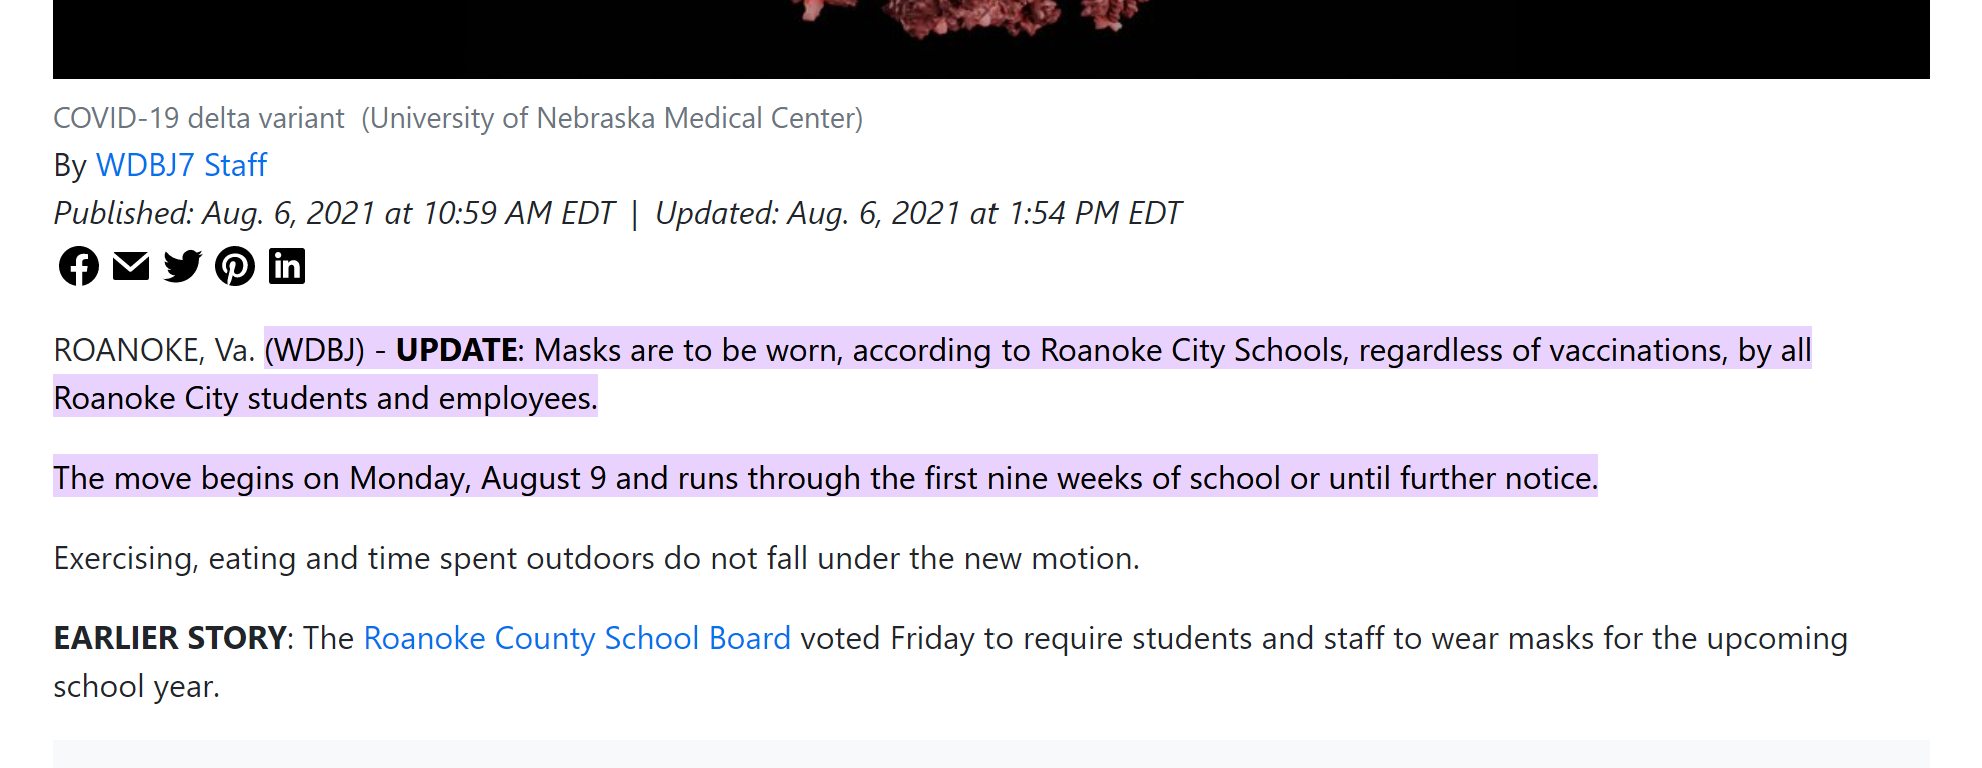 COVID-19 delta variant (University of Nebraska Medical Center)
By WDBJ7 Staff
Published: Aug. 6, 2021 at 10:59 AM EDT | Updated: Aug. 6, 2021 at 1:54 PM EDT
ROANOKE, Va. (WDBJ) - UPDATE: Masks are to be worn, according to Roanoke City Schools, regardless of vaccinations, by all
Roanoke City students and employees.
The move begins on Monday, August 9 and runs through the first nine weeks of school or until further notice.
Exercising, eating and time spent outdoors do not fall under the new motion.
EARLIER STORY: The Roanoke County School Board voted Friday to require students and staff to wear masks for the upcoming
school year.